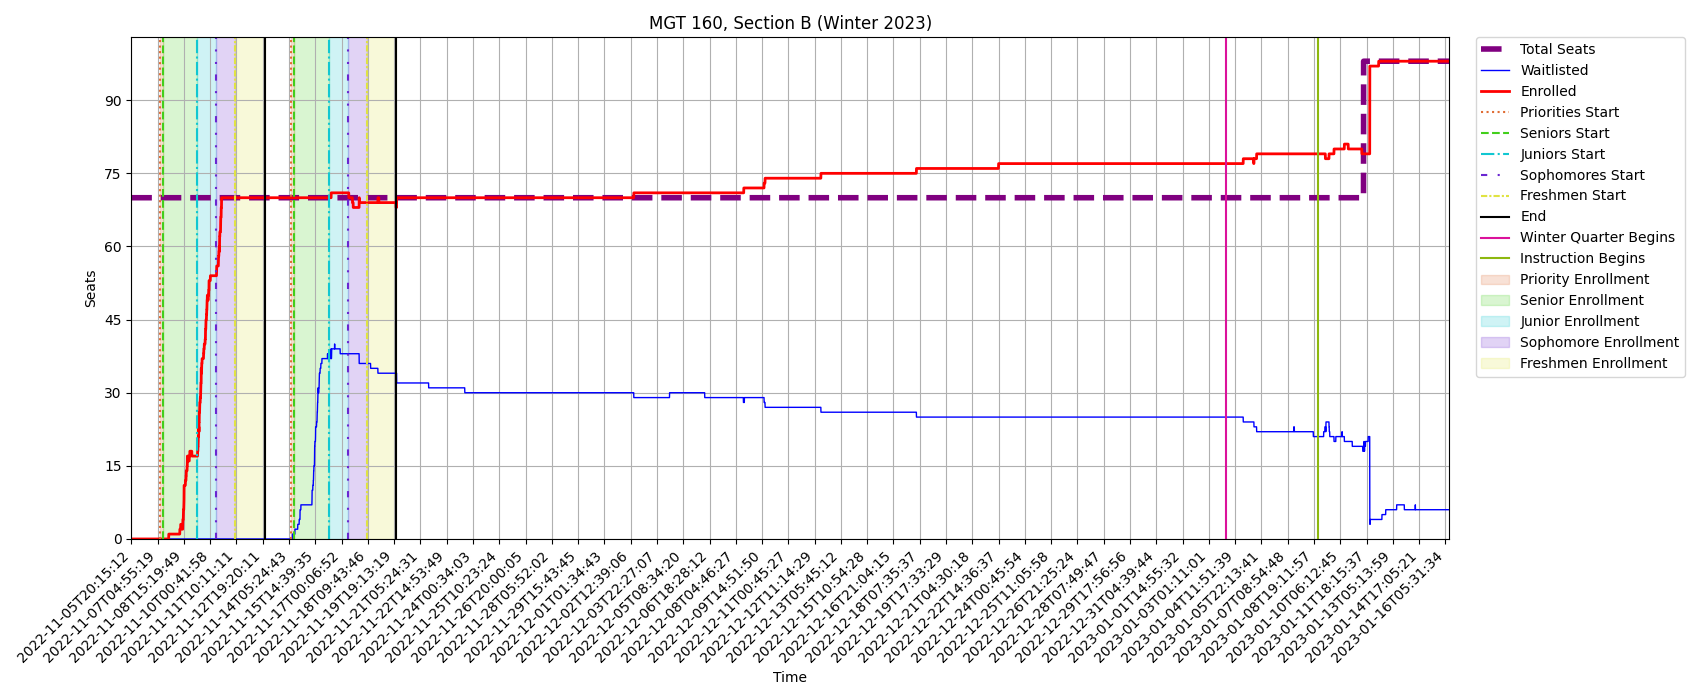 MGT 160, Section B (Winter 2023)
Seats
90
75
60
45
30
15
0
2022-11-05T20:15:12
2022-11-07T04:55:19
2022-11-08T15:19:49
2022-11-10T00:41:58
2022-11-11T10:11:11
2022-11-12T19:20:11
2022-11-14T05:24:43
2022-11-15T14:39:35
2022-11-17T00:06:52
2022-11-18T09:43:46
2022-11-19T19:13:19
2022-11-21T05:24:31
2022-11-22T14:53:49
2022-11-24T00:34:03
2022-11-25T10:23:24
2022-11-26T20:00:05
2022-11-28T05:52:02
2022-11-29T15:43:45
2022-12-01T01:34:43
2022-12-02T12:39:06
2022-12-03T22:27:07
2022-12-05T08:34:20
2022-12-06T18:28:12
2022-12-08T04:46:27
2022-12-09T14:51:50
2022-12-11T00:45:27
2022-12-12T11:14:29
2022-12-13T05:45:12
2022-12-15T10:54:28
2022-12-16T21:04:15
2022-12-18T07:35:37
2022-12-19T17:33:29
2022-12-21T04:30:18
2022-12-22T14:36:37
2022-12-24T00:45:54
2022-12-25T11:05:58
2022-12-26T21:25:24
2022-12-28T07:49:47
2022-12-29T17:56:56
2022-12-31T04:39:44
2023-01-01T14:55:32
2023-01-03T01:11:01
2023-01-04T11:51:39
2023-01-05T22:13:41
2023-01-07T08:54:48
2023-01-08T19:11:57
2023-01-10T06:12:45
2023-01-11T18:15:37
2023-01-13T05:13:59
2023-01-14T17:05:21
2023-01-16T05:31:34
Time
Total Seats
Waitlisted
Enrolled
Priorities Start
Seniors Start
Juniors Start
Sophomores Start
Freshmen Start
End
Winter Quarter Begins
Instruction Begins
Priority Enrollment
Senior Enrollment
Junior Enrollment
Sophomore Enrollment
Freshmen Enrollment